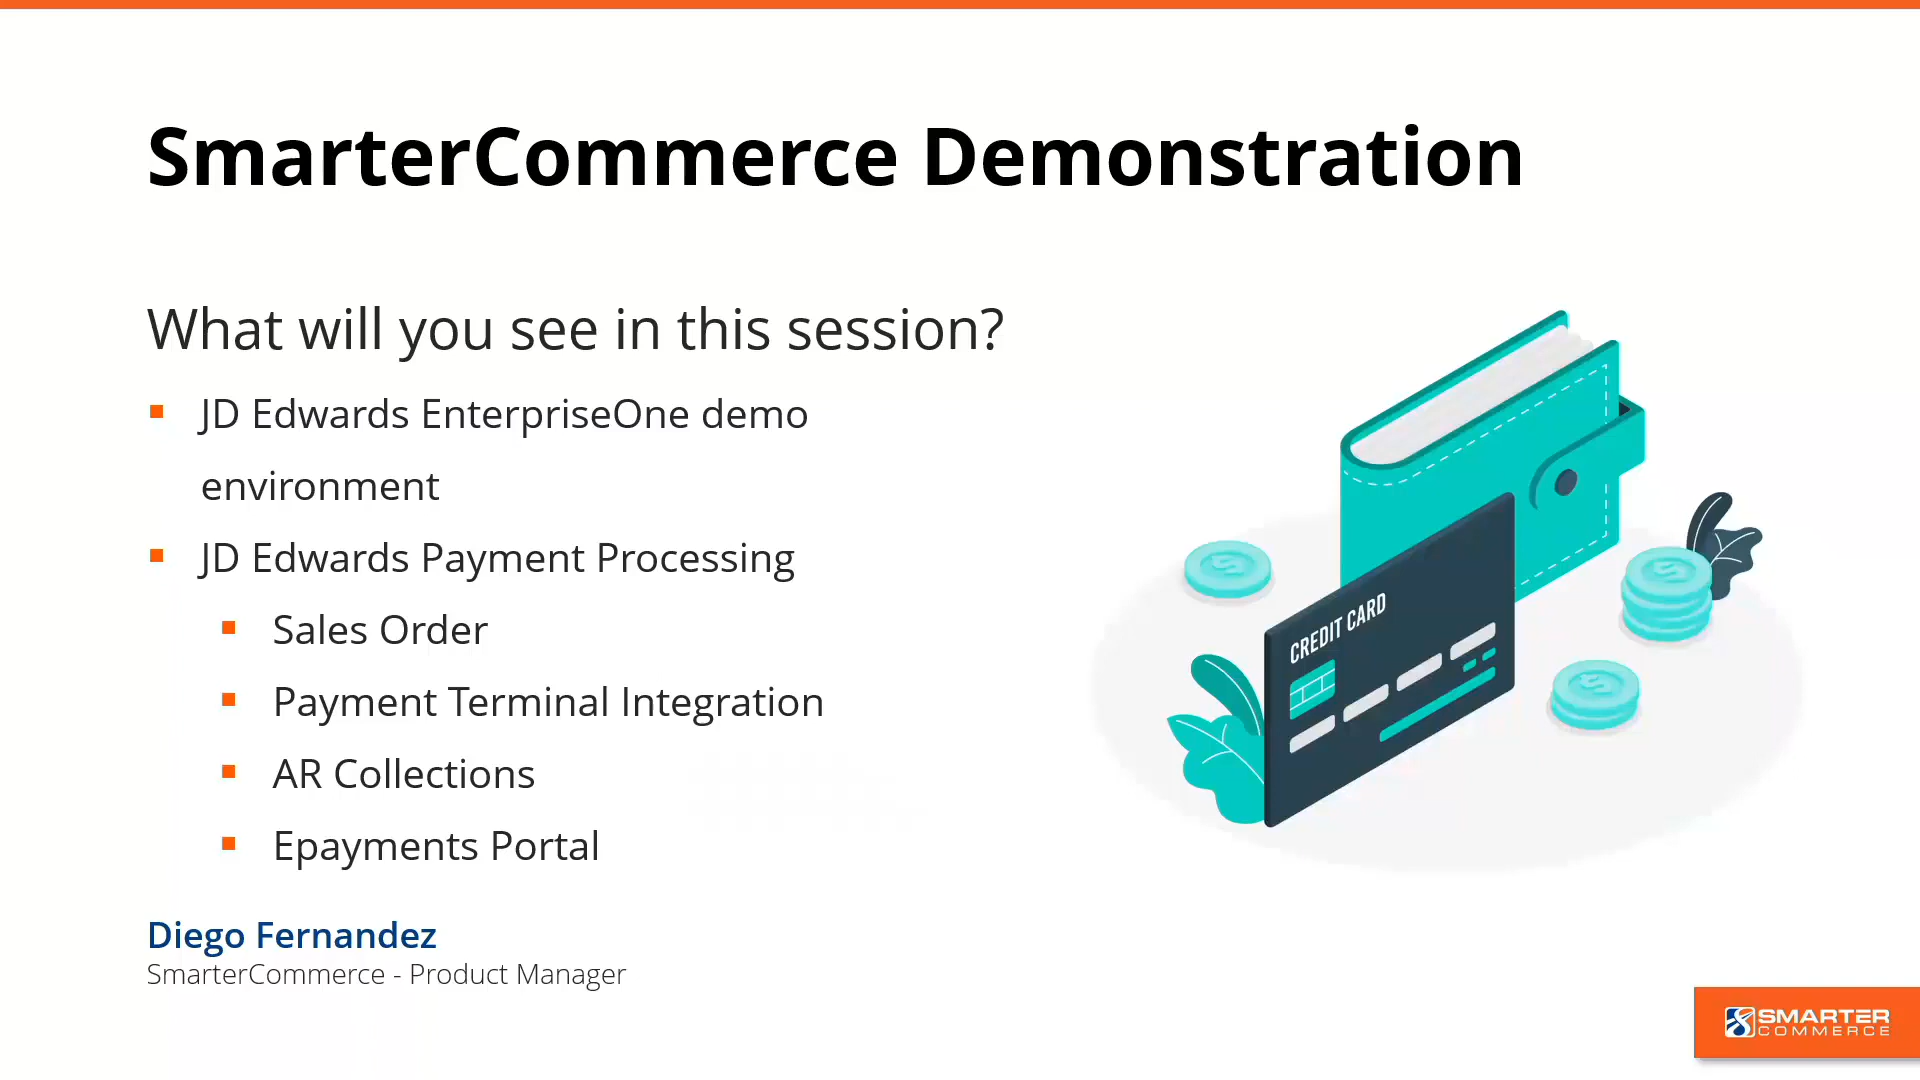 SmarterCommerce Demonstration
What will you see in this session?
JD Edwards EnterpriseOne demo
environment
JD Edwards Payment Processing
Sales Order
Payment Terminal Integration
AR Collections
Epayments Portal
CREDIT CARD
Diego Fernandez
SmarterCommerce - Product Manager
SMARTER
COMMERCE